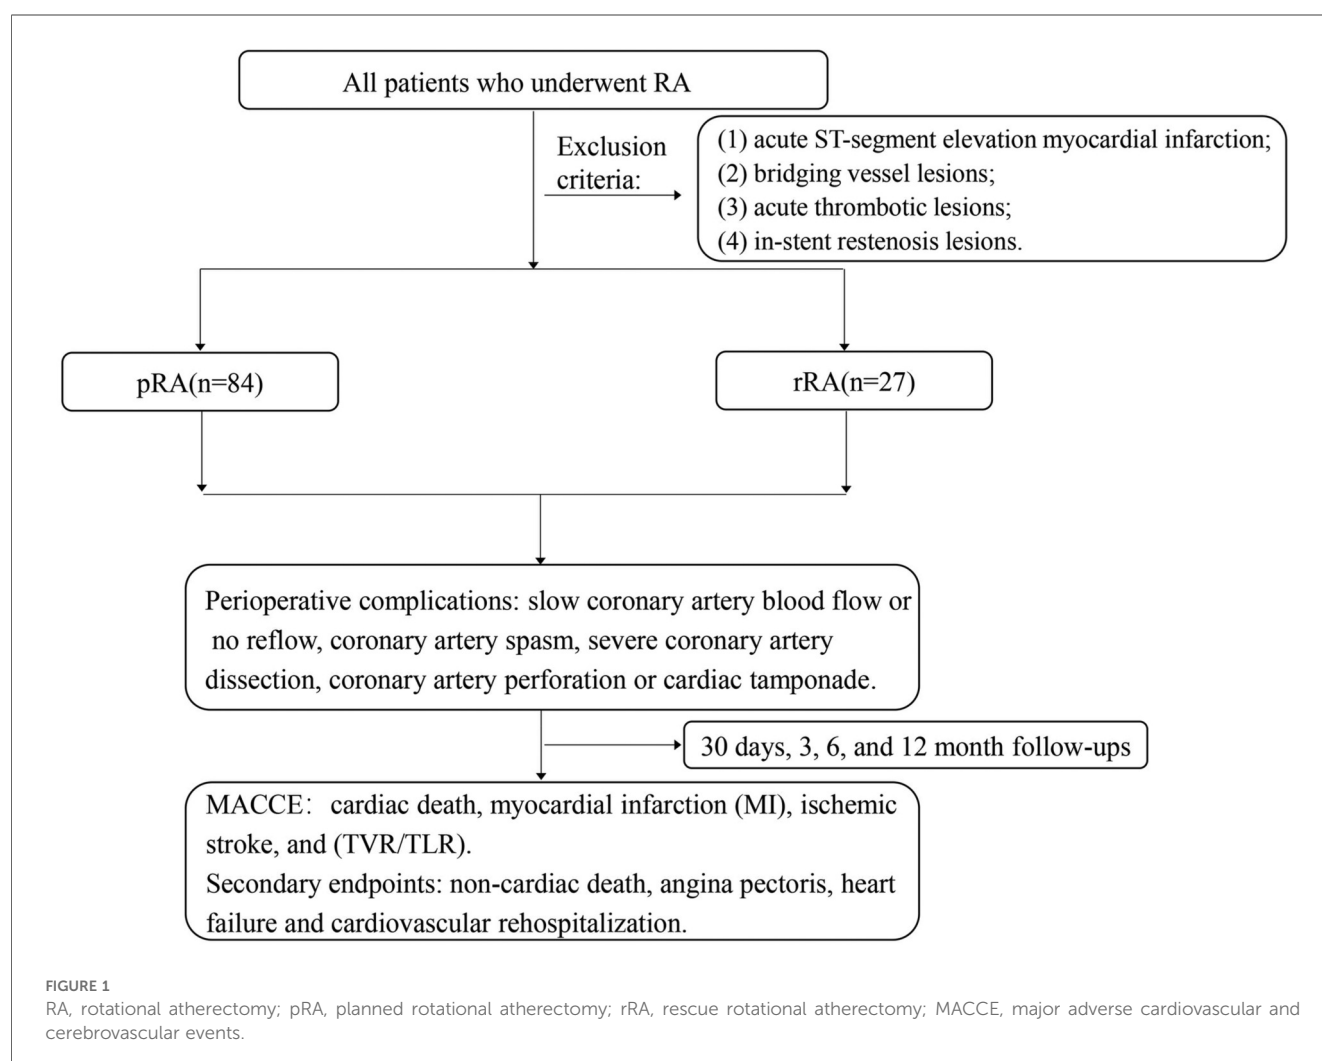 All patients who underwent RA
Exclusion
criteria:
(1) acute ST-segment elevation myocardial infarction;
(2) bridging vessel lesions;
(3) acute thrombotic lesions;
(4) in-stent restenosis lesions.
pRA(n=84)
rRA(n=27)
Perioperative complications: slow coronary artery blood flow or
no reflow, coronary artery spasm, severe coronary artery
dissection, coronary artery perforation or cardiac tamponade.
30 days, 3, 6, and 12 month follow-ups
MACCE: cardiac death, myocardial infarction (MI), ischemic
stroke, and (TVR/TLR).
Secondary endpoints: non-cardiac death, angina pectoris, heart
failure and cardiovascular rehospitalization.
FIGURE 1
RA, rotational atherectomy; pRA, planned rotational atherectomy; rRA, rescue rotational atherectomy; MACCE, major adverse cardiovascular and
cerebrovascular events.